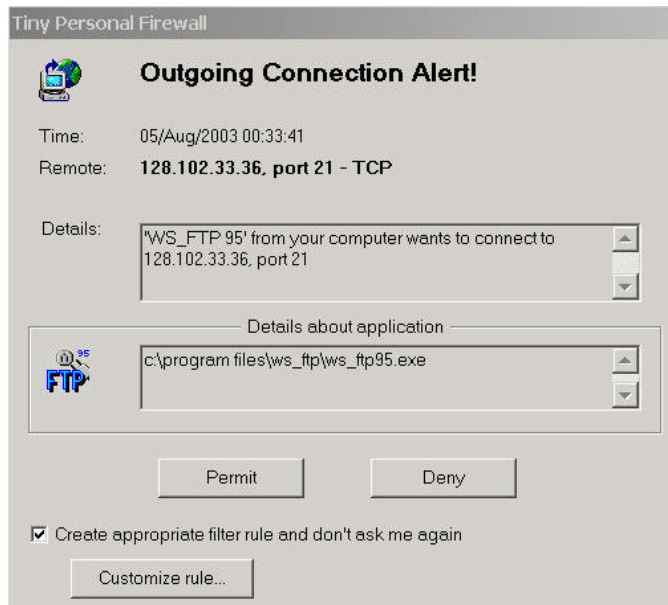 Tiny Personal Firewall
Outgoing Connection Alert!
Time: 05/Aug/2003 00:33:41
Remote: 128.102.33.36, port 21 - TCP
Details: 'WS_FTP 95' from your computer wants to connect to
128.102.33.36, port 21
Details about application
95
FTP
c:\program files\ws_ftp\ws_ftp95.exe
Permit Deny
Create appropriate filter rule and don't ask me again
Customize rule...